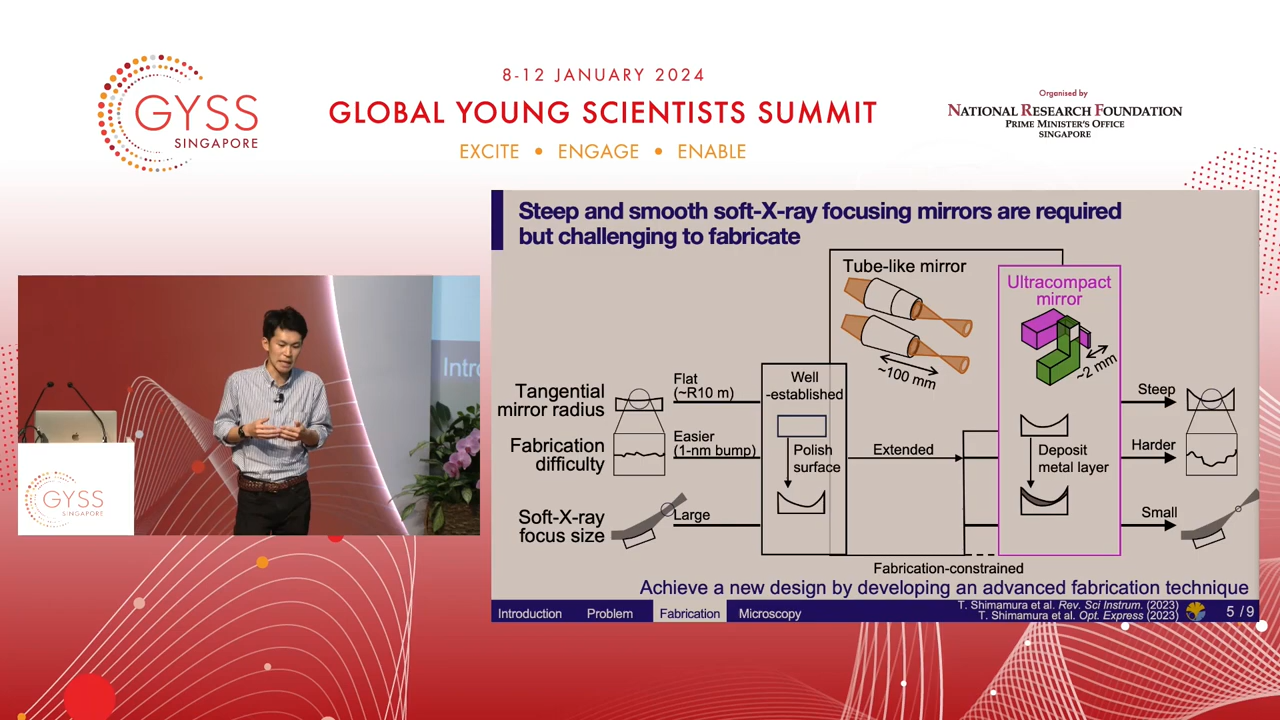 8-12 JANUARY 2024
GLOBAL YOUNG SCIENTISTS SUMMIT
EXCITE • ENGAGE • ENABLE
GYSS
SINGAPORE
Organised by
NATIONAL RESEARCH FOUNDATION
PRIME MINISTER'S OFFICE
SINGAPORE
Steep and smooth soft-X-ray focusing mirrors are required
but challenging to fabricate
Tube-like mirror
~100 mm
Ultracompact
mirror
~2 mm
Tangential
mirror radius
Flat
(~R10 m)
Well
-established
Steep
Fabrication
difficulty
Easier
(1-nm bump)
Polish
surface
Extended
Deposit
metal layer
Harder
Soft-X-ray
focus size
Large
Small
Fabrication-constrained
Achieve a new design by developing an advanced fabrication technique
Introduction
Problem
Fabrication
Microscopy
T. Shimamura et al. Rev. Sci Instrum. (2023)
T. Shimamura et al. Opt. Express (2023)
5 / 9
Intro
GYSS
SINGAPORE